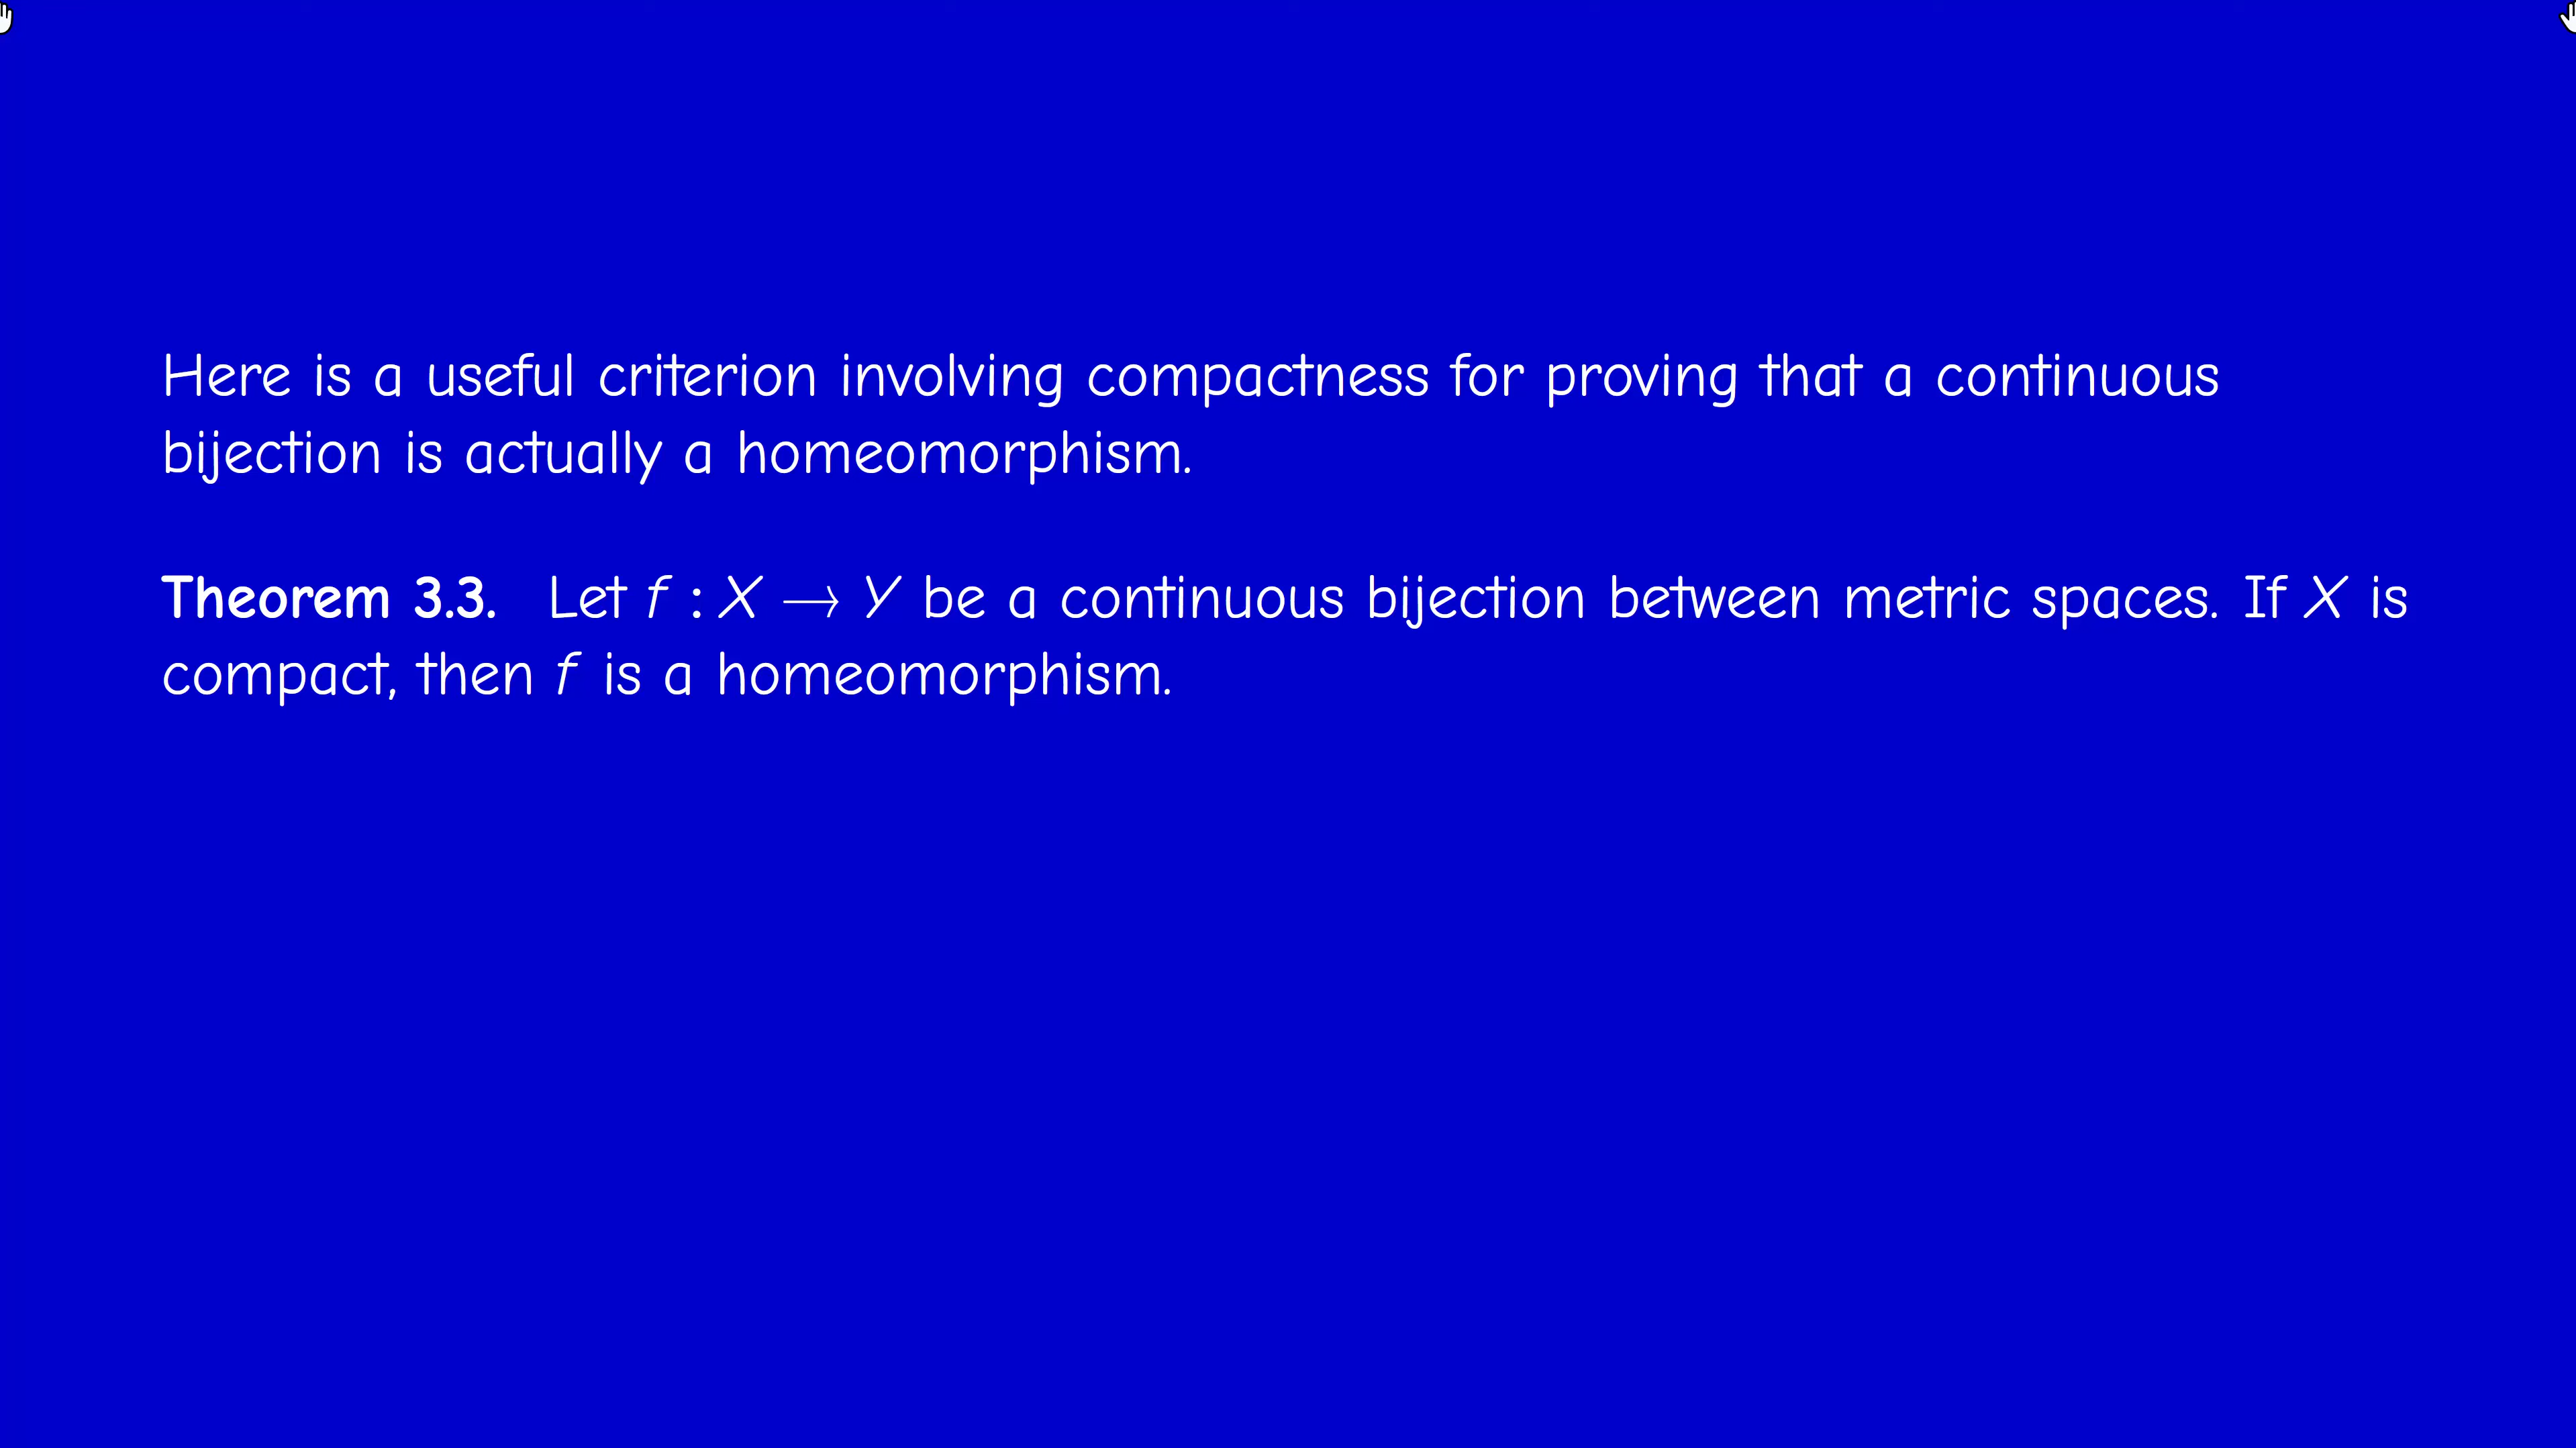 Here is a useful criterion involving compactness for proving that a continuous
bijection is actually a homeomorphism.
Theorem 3.3. Let f : X → Y be a continuous bijection between metric spaces. If X is
compact, then f is a homeomorphism.